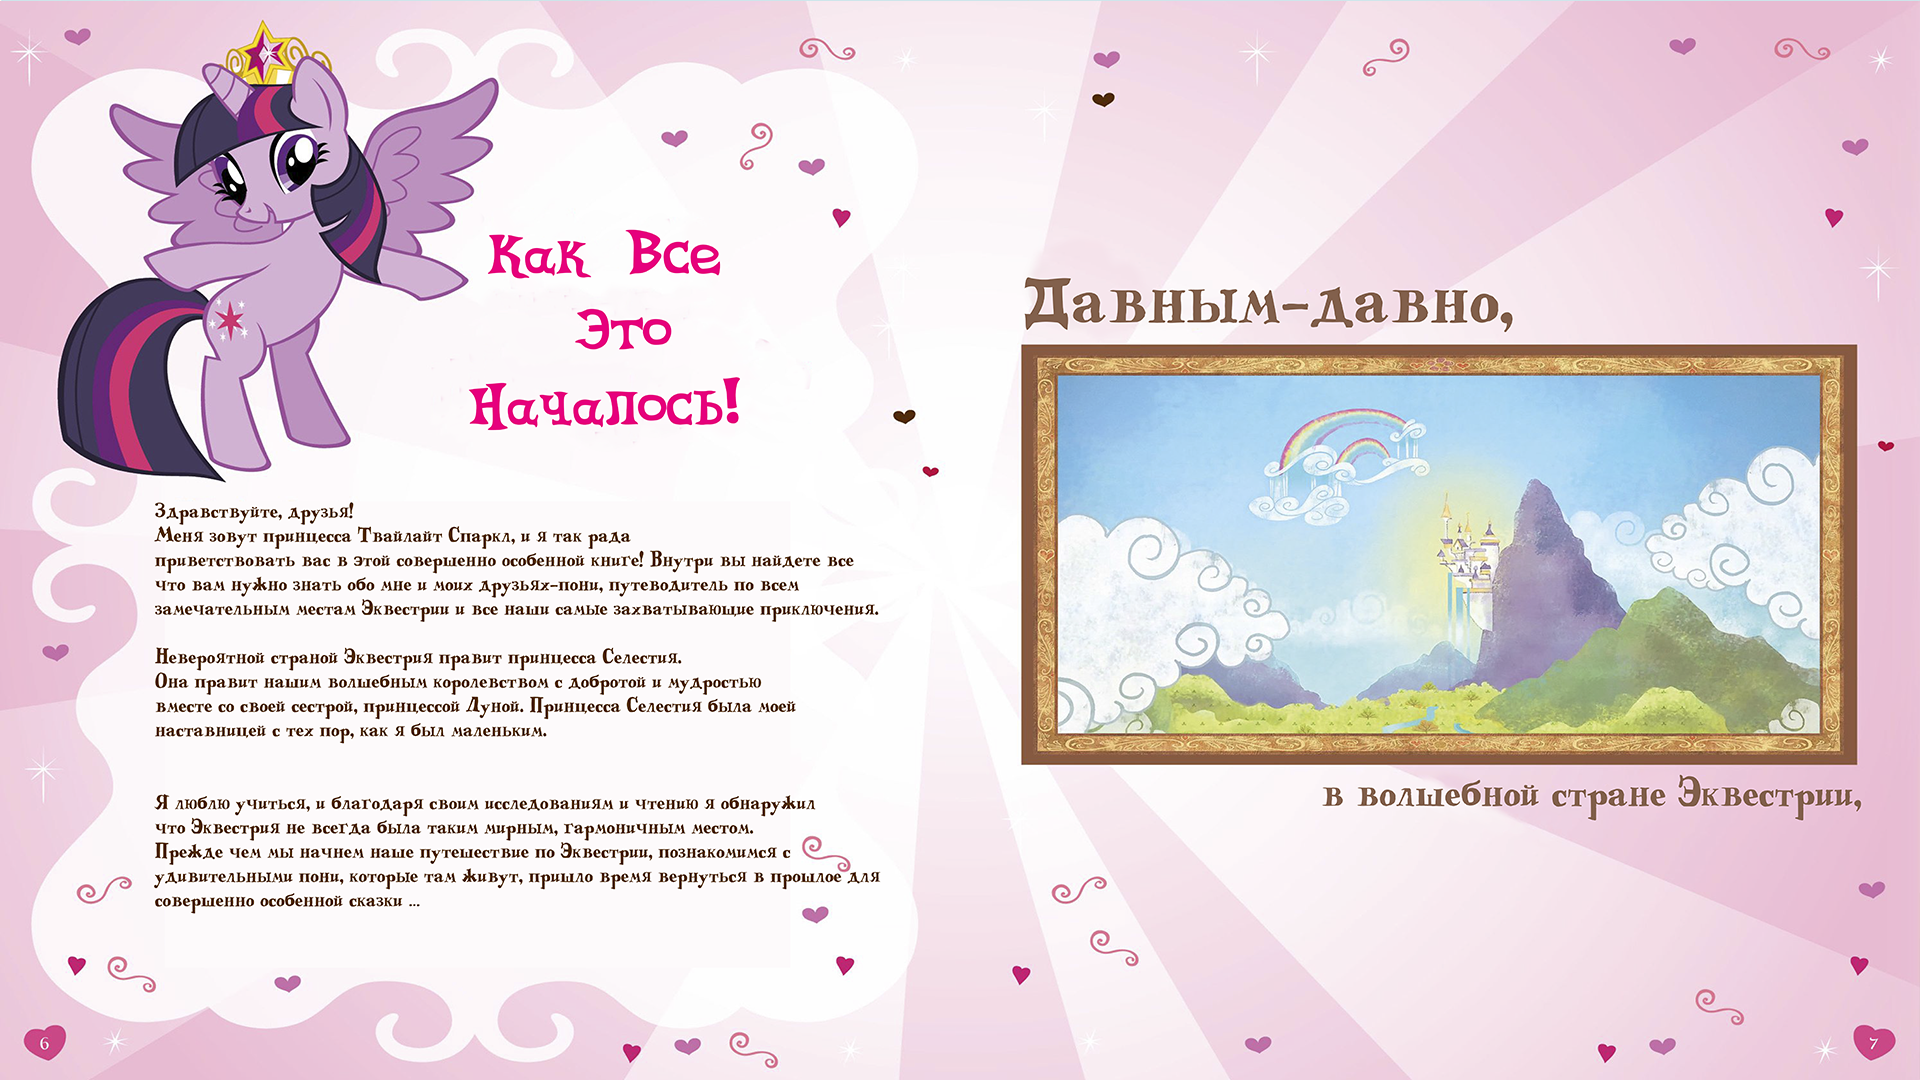 Как Все
Это
Началось!
Здравствуйте, друзья!
Меня зовут принцесса Твайлайт Спаркл, и я так рада
приветствовать вас в этой совершенно особенной книге! Внутри вы найдете все
что вам нужно знать обо мне и моих друзьях-пони, путеводитель по всем
замечательным местам Эквестрии и все наши самые захватывающие приключения.
Невероятной страной Эквестрия правит принцесса Селестия.
Она правит нашим волшебным королевством с добротой и мудростью
вместе со своей сестрой, принцессой Луной. Принцесса Селестия была моей
наставницей с тех пор, как я был маленьким.
Я люблю учиться, и благодаря своим исследованиям и чтению я обнаружил
что Эквестрия не всегда была таким мирным, гармоничным местом.
Прежде чем мы начнем наше путешествие по Эквестрии, познакомимся с
удивительными пони, которые там живут, пришло время вернуться в прошлое для
совершенно особенной сказки ...
6
Давным-давно,
в волшебной стране Эквестрии,
7